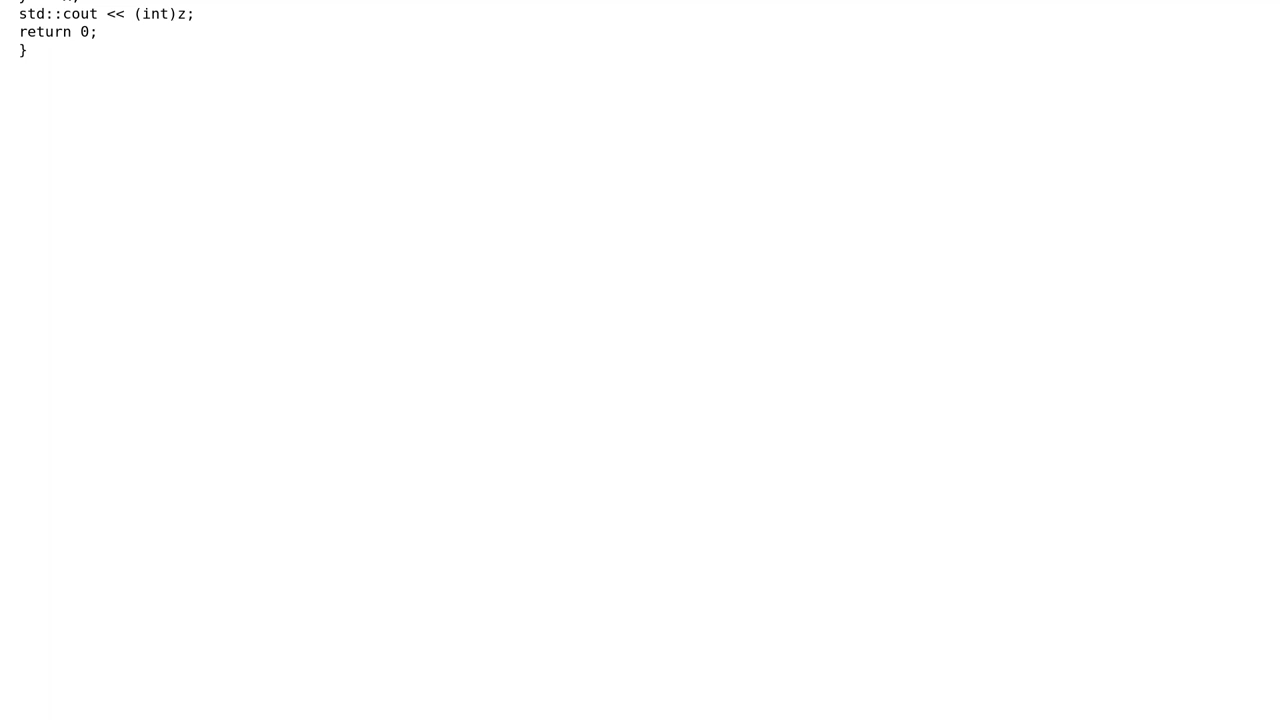 std::cout << (int)z;
return 0;
}